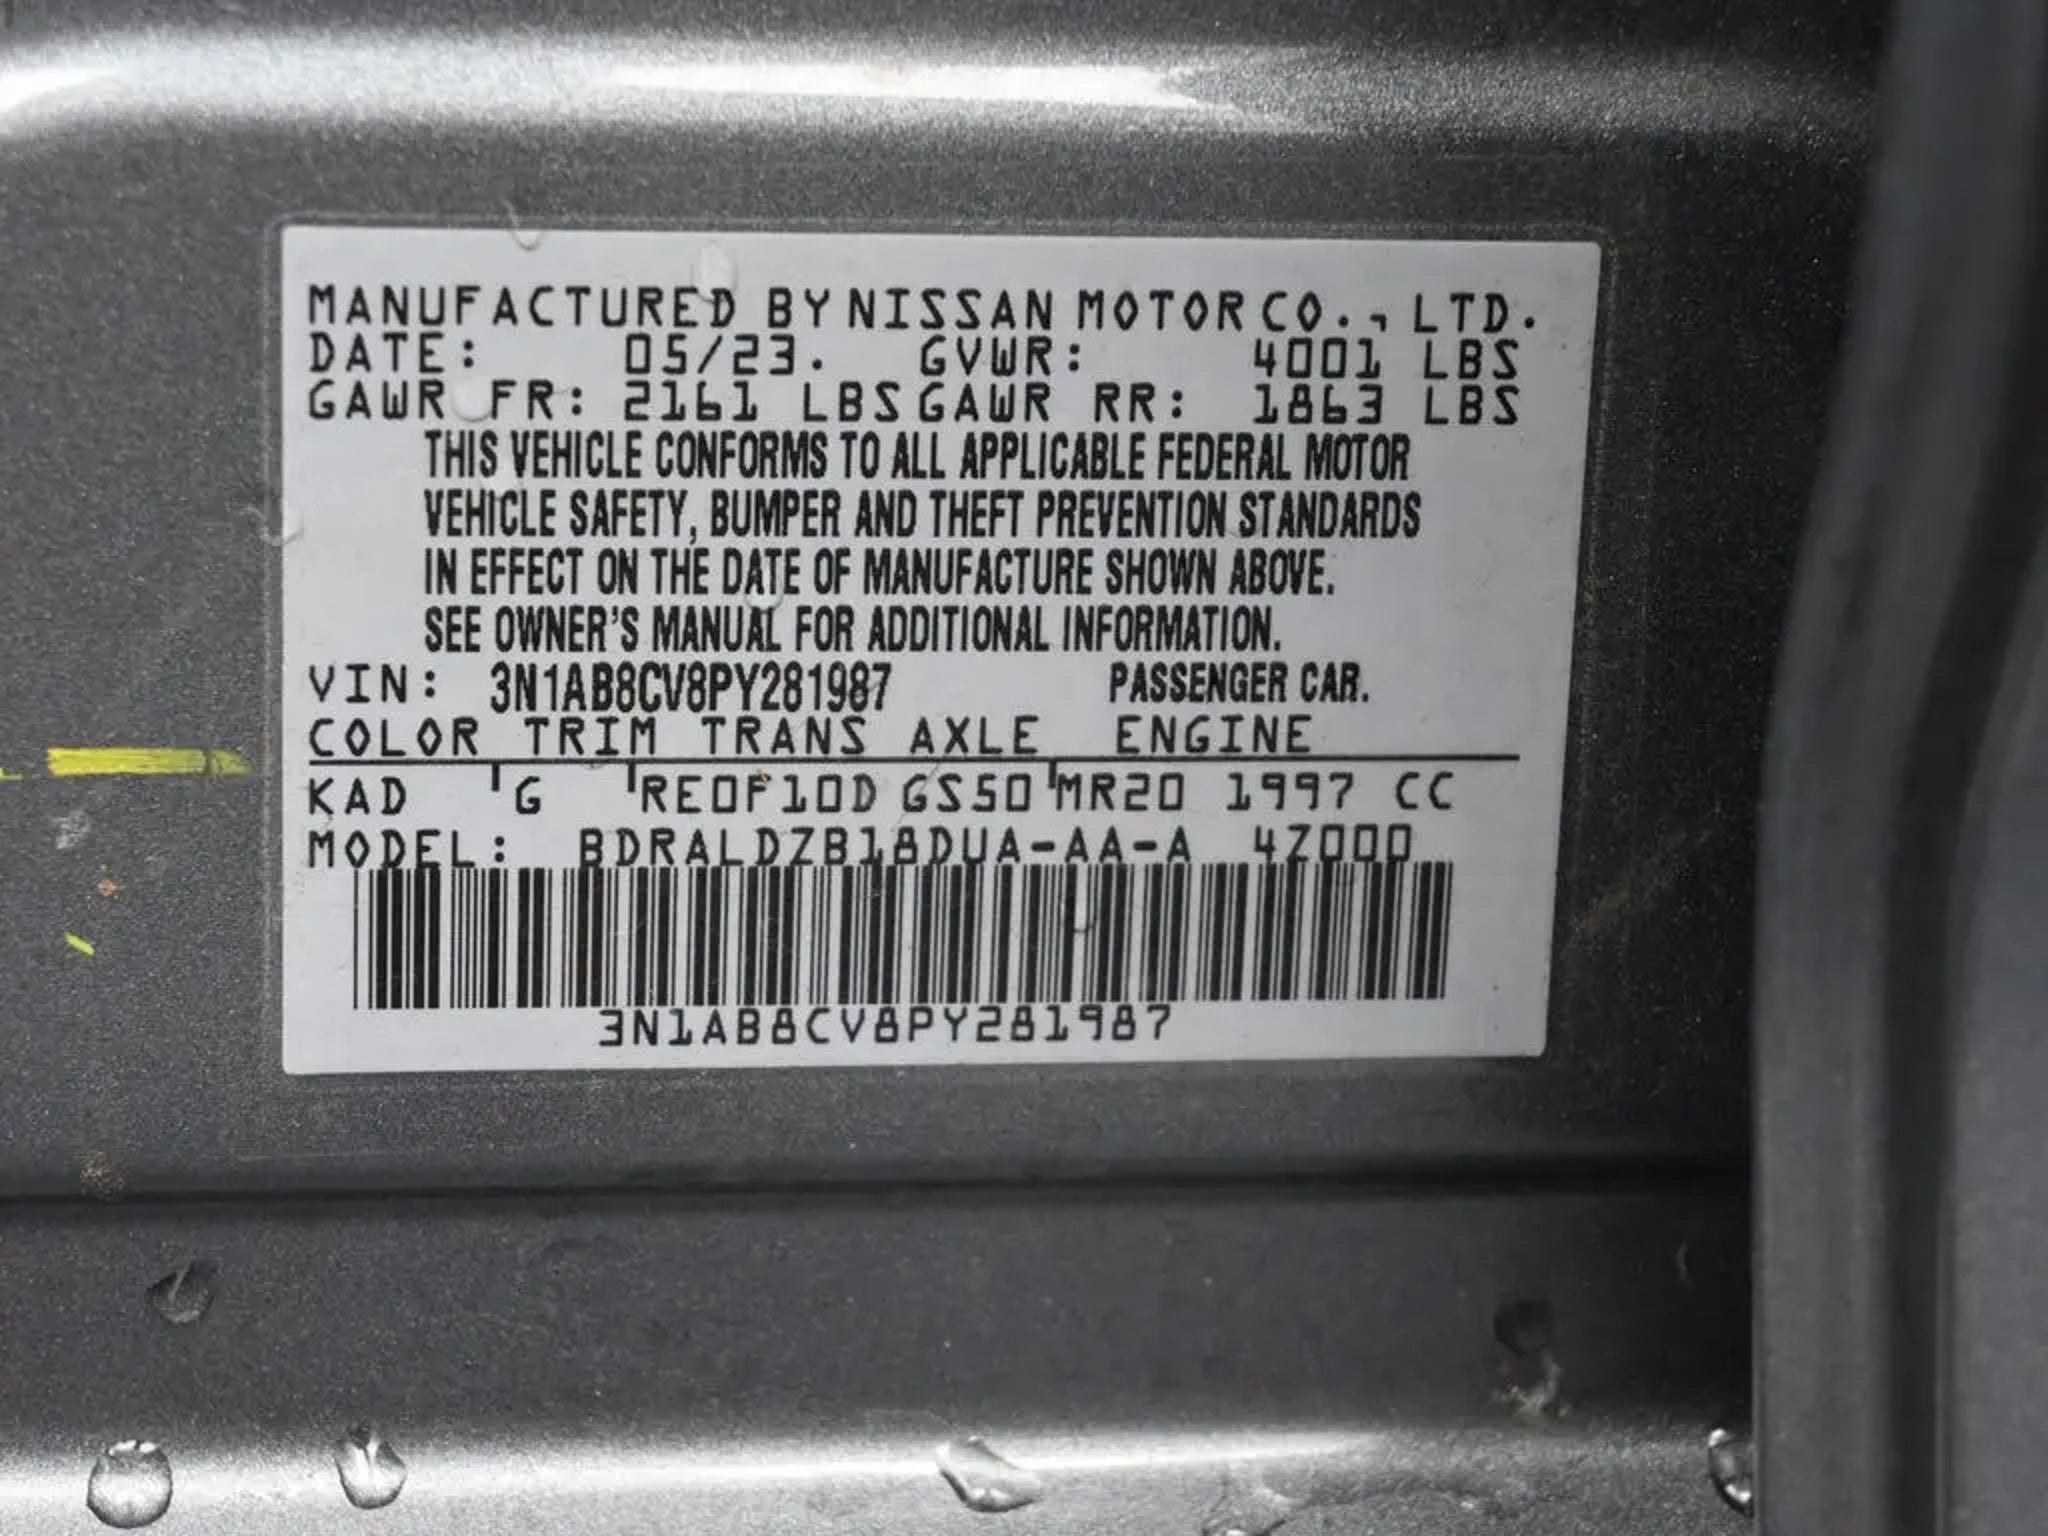 MANUFACTURED BY NISSAN MOTOR CO., LTD.
DATE: 05/23. GVWR: 4001 LBS
GAWR FR: 2161 LBS GAWR RR: 1863 LBS
THIS VEHICLE CONFORMS TO ALL APPLICABLE FEDERAL MOTOR
VEHICLE SAFETY, BUMPER AND THEFT PREVENTION STANDARDS
IN EFFECT ON THE DATE OF MANUFACTURE SHOWN ABOVE.
SEE OWNER'S MANUAL FOR ADDITIONAL INFORMATION.
VIN: 3N1AB8CV8PY281987 PASSENGER CAR.
COLOR TRIM TRANS AXLE ENGINE
KAD G RE0F10D GS50 MR20 1997 CC
MODEL: BDRALDZB18DUA-AA-A 4Z000
3N1AB8CV8PY281987